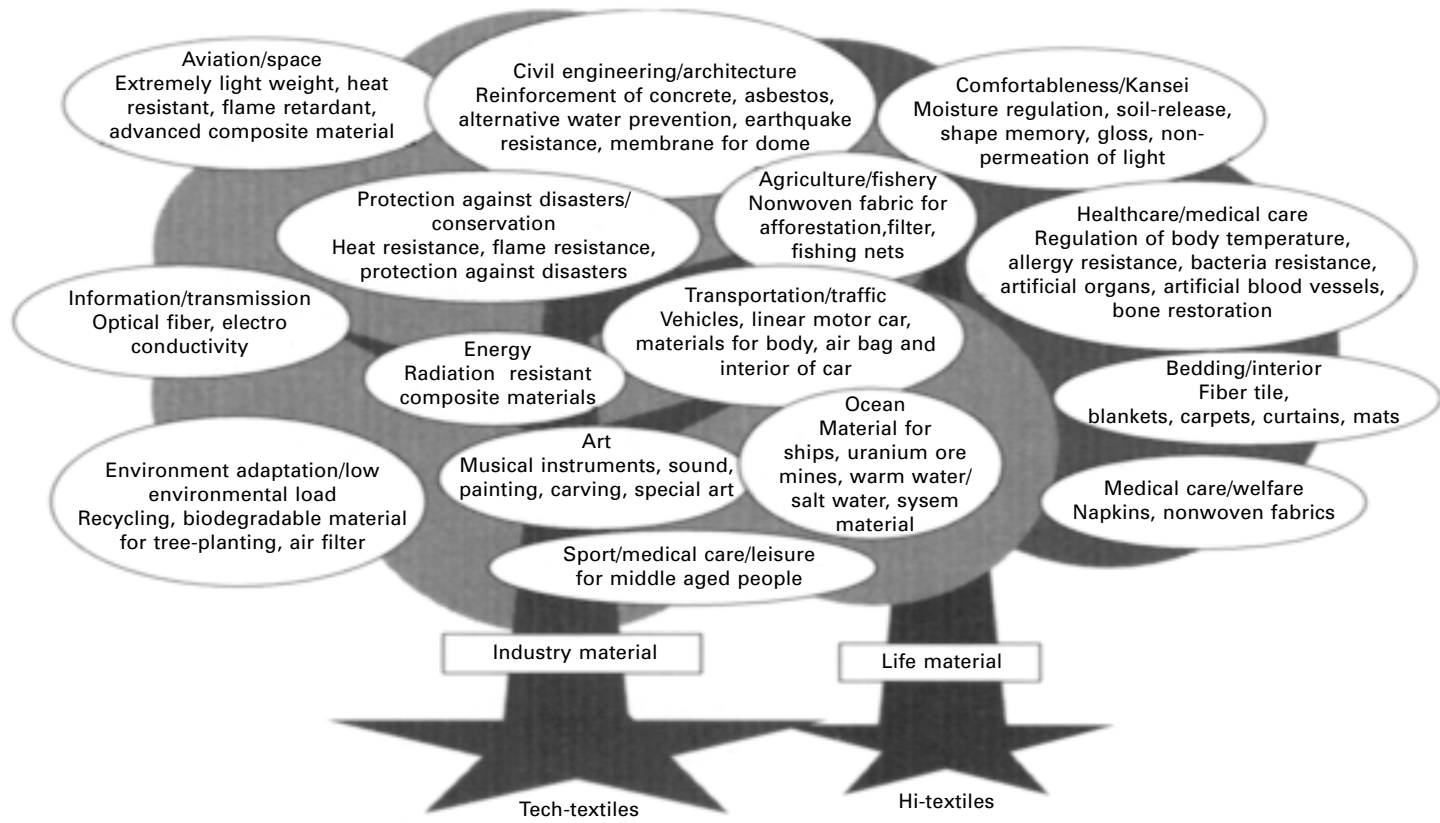 Aviation/space
Extremely light weight, heat
resistant, flame retardant,
advanced composite material
Civil engineering/architecture
Reinforcement of concrete, asbestos,
alternative water prevention, earthquake
resistance, membrane for dome
Comfortableness/Kansei
Moisture regulation, soil-release,
shape memory, gloss, non-
permeation of light
Protection against disasters/
conservation
Heat resistance, flame resistance,
protection against disasters
Agriculture/fishery
Nonwoven fabric for
afforestation,filter,
fishing nets
Healthcare/medical care
Regulation of body temperature,
allergy resistance, bacteria resistance,
artificial organs, artificial blood vessels,
bone restoration
Information/transmission
Optical fiber, electro
conductivity
Transportation/traffic
Vehicles, linear motor car,
materials for body, air bag and
interior of car
Energy
Radiation resistant
composite materials
Bedding/interior
Fiber tile,
blankets, carpets, curtains, mats
Ocean
Material for
ships, uranium ore
mines, warm water/
salt water, sysem
material
Art
Musical instruments, sound,
painting, carving, special art
Environment adaptation/low
environmental load
Recycling, biodegradable material
for tree-planting, air filter
Medical care/welfare
Napkins, nonwoven fabrics
Sport/medical care/leisure
for middle aged people
Industry material
Life material
Tech-textiles
Hi-textiles